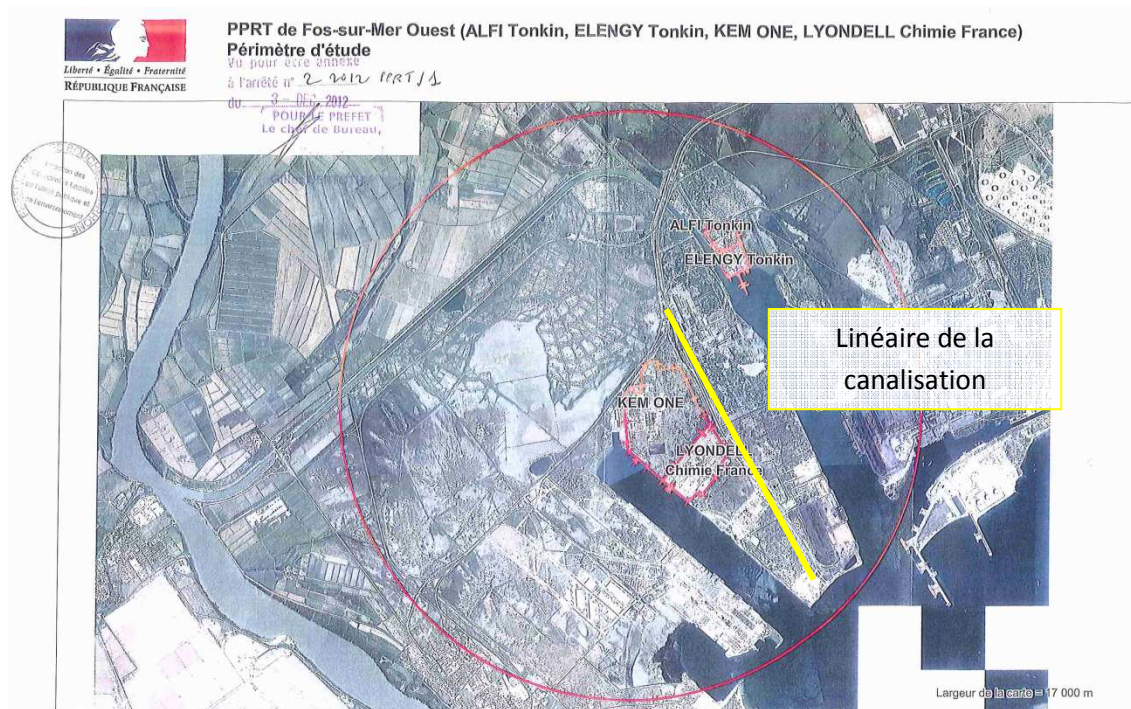 PPRT de Fos-sur-Mer Ouest (ALFI Tonkin, ELENGY Tonkin, KEM ONE, LYONDELL Chimie France)
Périmètre d'étude
Vu pour être annexé
à l'arrêté n° 2 2012 PPRT/1
du 3 - DEC. 2012
POUR LE PREFET
Le chef de Bureau,
Liberté • Égalité • Fraternité
RÉPUBLIQUE FRANÇAISE
ALFI Tonkin
ELENGY Tonkin
Linéaire de la
canalisation
KEM ONE
LYONDELL
Chimie France
Largeur de la carte = 17 000 m